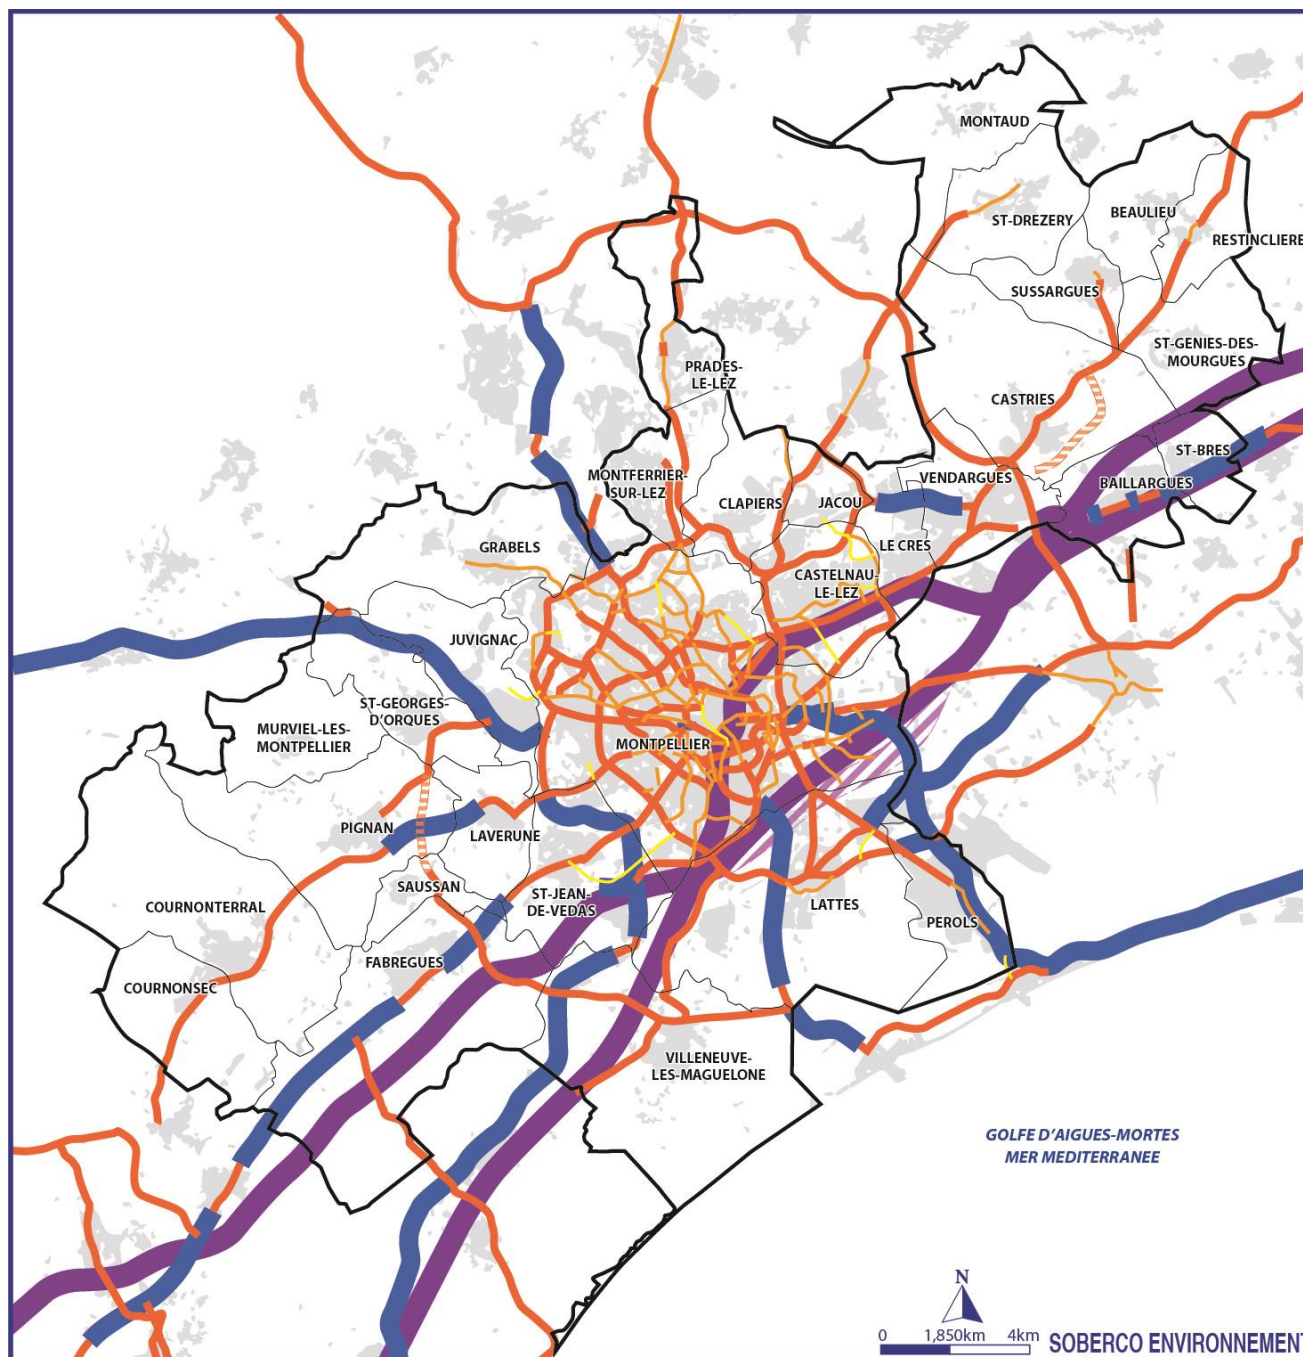 MONTAUD
ST-DREZERY
BEAULIEU
RESTINCLIERE
SUSSARGUES
ST-GENIES-DES-
MOURGUES
PRADES-
LE-LEZ
CASTRIES
ST-BRES
MONTFERRIER-
SUR-LEZ
CLAPIERS
JACOU
VENDARGUES
BAILLARGUES
GRABELS
LE CRES
CASTELNAU-
LE-LEZ
JUVIGNAC
ST-GEORGES-
D'ORQUES
MURVIEL-LES-
MONTPELLIER
MONTPELLIER
PIGNAN
LAVERUNE
SAUSSAN
ST-JEAN-
DE-VEDAS
LATTES
PEROLS
COURNONTERRAL
FABREGUES
COURNONSEC
VILLENEUVE-
LES-MAGUELONE
GOLFE D'AIGUES-MORTES
MER MEDITERRANEE
N
0 1,850km 4km
SOBERCO ENVIRONNEMENT